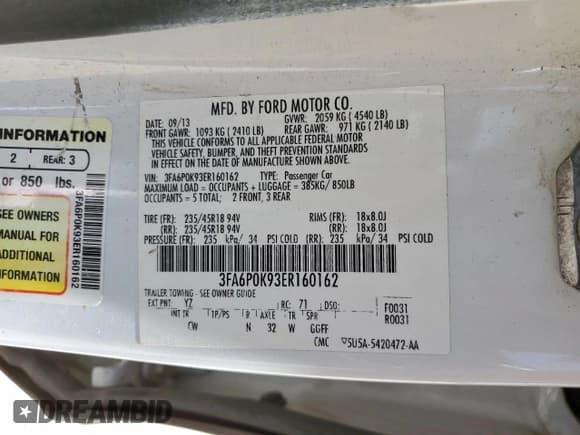 MFD. BY FORD MOTOR CO.
DATE: 09/13 GVWR: 2059 KG ( 4540 LB)
FRONT GAWR: 1093 KG ( 2410 LB) REAR GAWR: 971 KG ( 2140 LB)
THIS VEHICLE CONFORMS TO ALL APPLICABLE FEDERAL MOTOR
VEHICLE SAFETY, BUMPER, AND THEFT PREVENTION STANDARDS
IN EFFECT ON THE DATE OF MANUFACTURE SHOWN ABOVE.
VIN: 3FA6P0K93ER160162 TYPE: Passenger Car
MAXIMUM LOAD = OCCUPANTS + LUGGAGE = 385KG/ 850LB
OCCUPANTS = 5 TOTAL; 2 FRONT, 3 REAR
TIRE (FR): 235/45R18 94V RIMS (FR): 18x8.0J
(RR): 235/45R18 94V (RR): 18x8.0J
PRESSURE (FR): 235 kPa/ 34 PSI COLD (RR): 235 kPa/ 34 PSI COLD
3FA6P0K93ER160162
TRAILER TOWING - SEE OWNER GUIDE
EXT PNT: YZ RC: 71 DSO: F0031
INT TR TP/PS R AXLE TR SPR R0031
CW N 32 W GGFF
CMC
5U5A-5420472-AA
INFORMATION
2 REAR: 3
or 850 lbs.
SEE OWNERS
MANUAL FOR
ADDITIONAL
INFORMATION
3FA6P0K93ER160162
DREAMBID